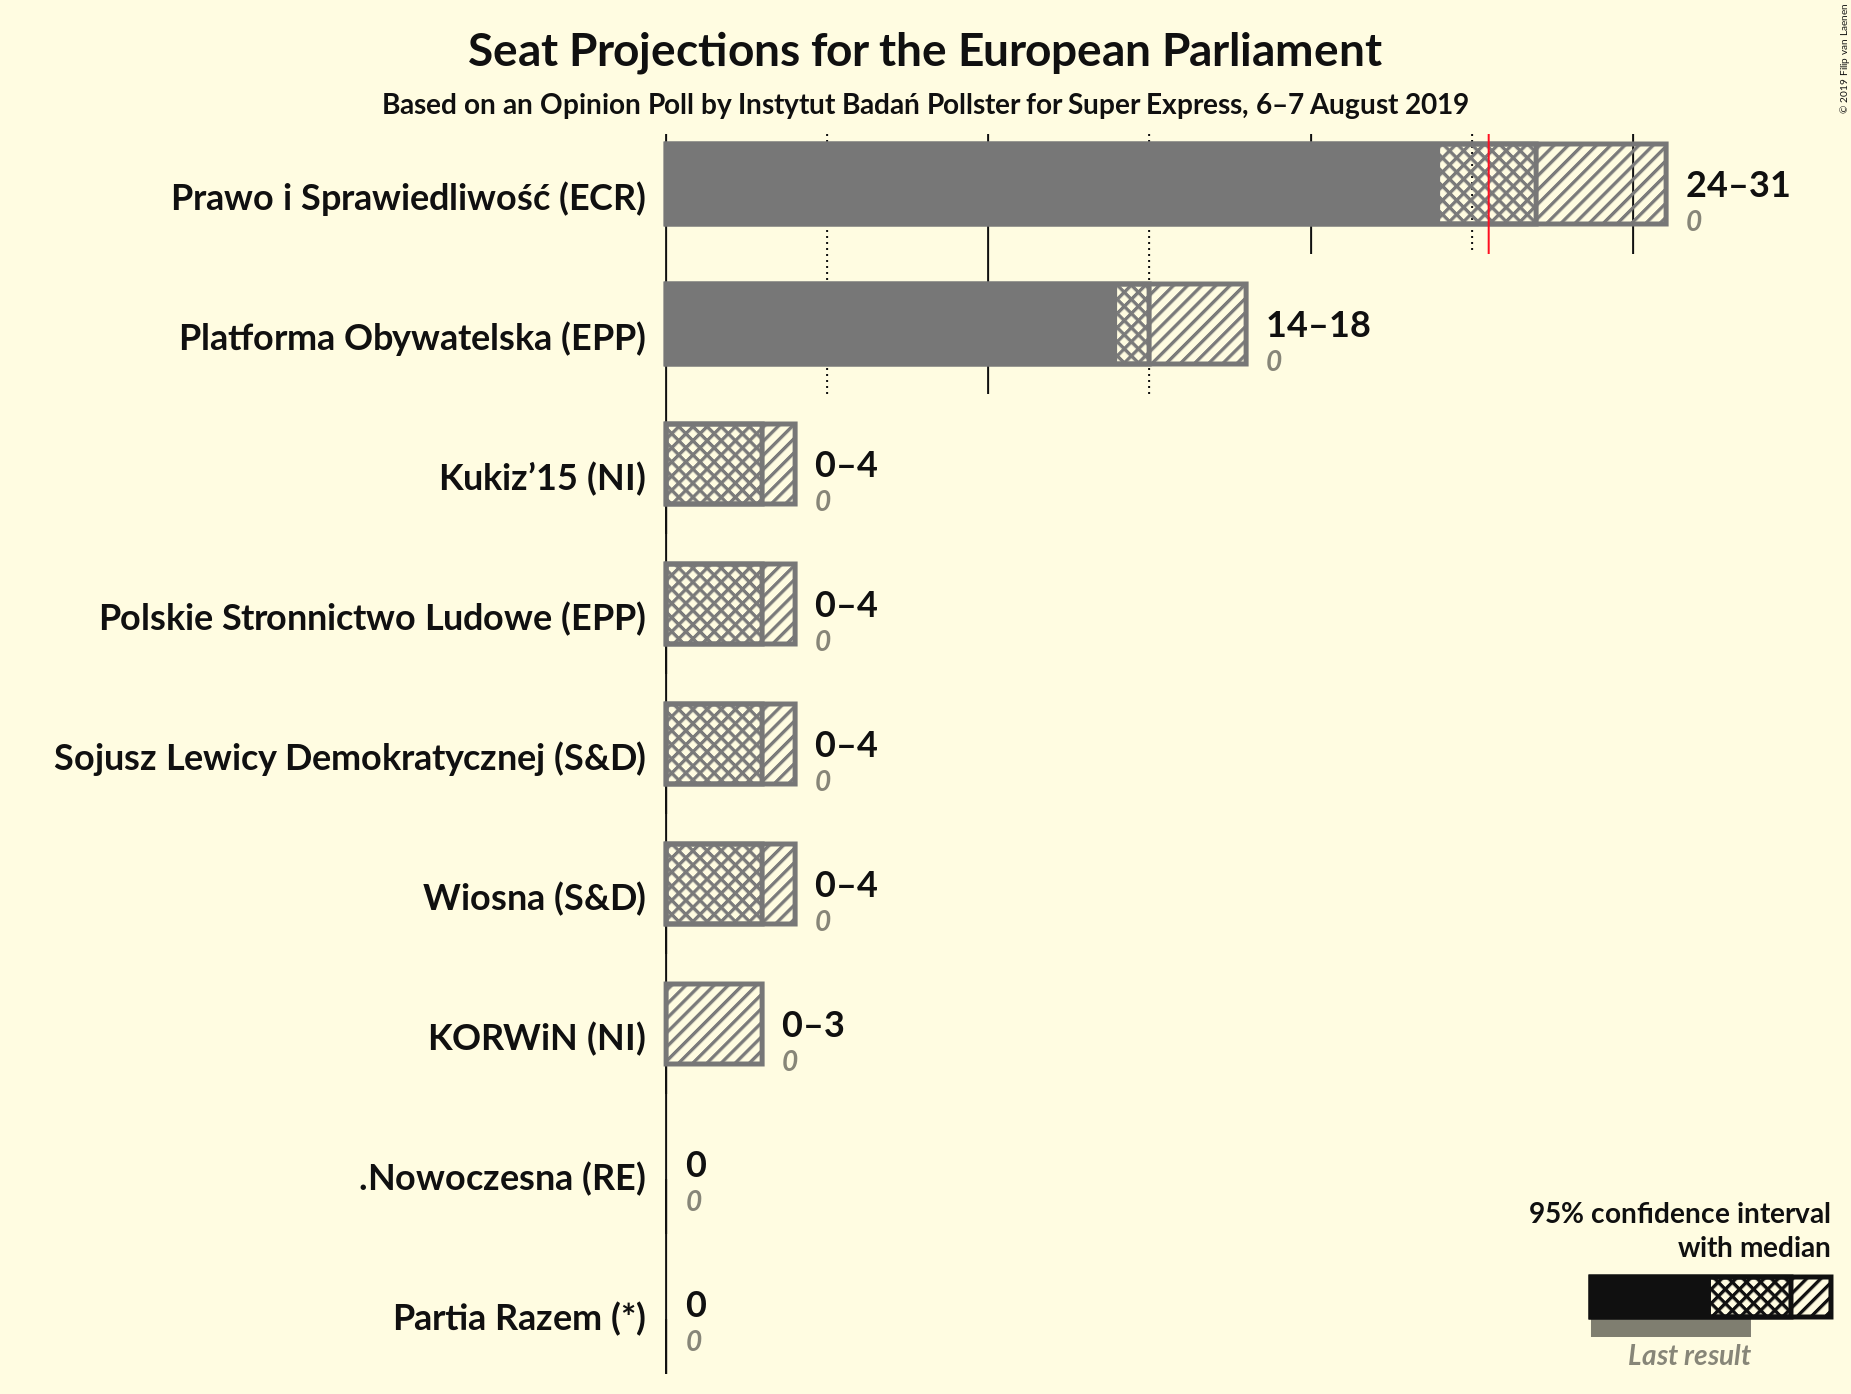 Seat Projections for the European Parliament
Based on an Opinion Poll by Instytut Badań Pollster for Super Express, 6–7 August 2019
© 2019 Filip van Laenen
Prawo i Sprawiedliwość (ECR)
24–31
0
Platforma Obywatelska (EPP)
14–18
0
Kukiz’15 (NI)
0–4
0
Polskie Stronnictwo Ludowe (EPP)
0–4
0
Sojusz Lewicy Demokratycznej (S&D)
0–4
0
Wiosna (S&D)
0–4
0
KORWiN (NI)
0–3
0
.Nowoczesna (RE)
0
0
Partia Razem (*)
0
0
95% confidence interval
with median
Last result